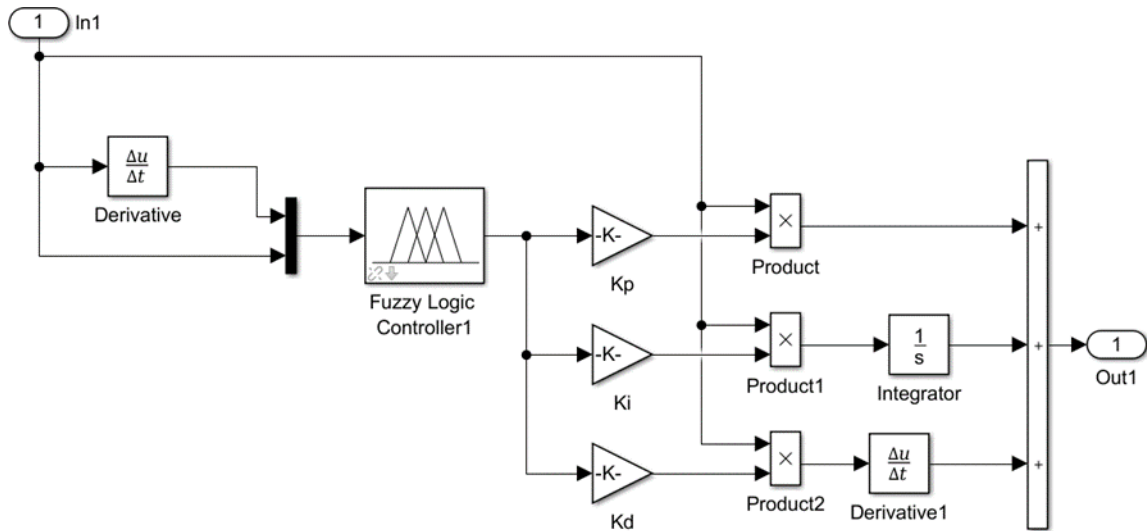 1
In1
Δu
Δt
Derivative
Fuzzy Logic
Controller1
-K-
Kp
-K-
Ki
-K-
Kd
×
Product
×
Product1
1
s
Integrator
×
Product2
Δu
Δt
Derivative1
+
+
+
1
Out1